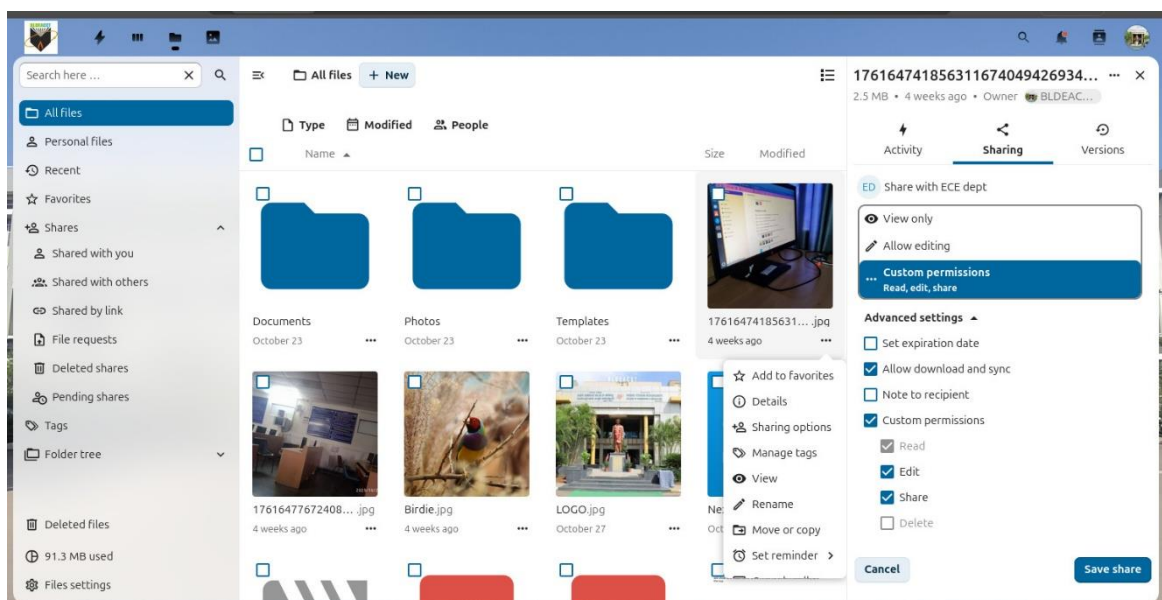 Search here ...
All files
Personal files
Recent
Favorites
Shares
Shared with you
Shared with others
Shared by link
File requests
Deleted shares
Pending shares
Tags
Folder tree
Deleted files
91.3 MB used
Files settings
All files + New
Type Modified People
Name Size Modified
Documents
October 23
Photos
October 23
Templates
October 23
17616474185631... .jpg
4 weeks ago
Add to favorites
Details
Sharing options
Manage tags
View
Rename
Move or copy
Set reminder
17616477672408... .jpg
4 weeks ago
Birdie.jpg
4 weeks ago
LOGO.jpg
October 27
Ne
Oct
176164741856311674049426934... ...
2.5 MB • 4 weeks ago • Owner BLDEAC...
Activity Sharing Versions
ED Share with ECE dept
View only
Allow editing
Custom permissions
Read, edit, share
Advanced settings
Set expiration date
Allow download and sync
Note to recipient
Custom permissions
Read
Edit
Share
Delete
Cancel Save share